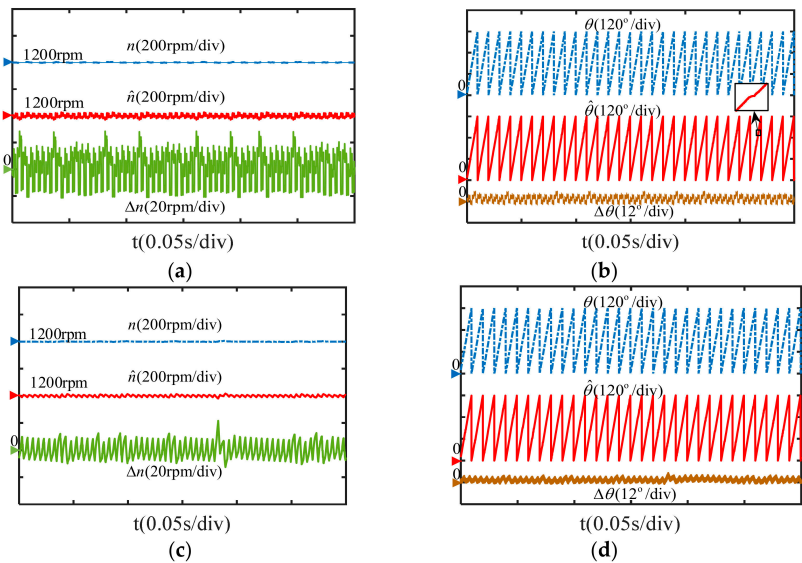 n(200rpm/div)
1200rpm
n̂(200rpm/div)
1200rpm
0
Δn(20rpm/div)
t(0.05s/div)
(a)
θ(120°/div)
0
θ̂(120°/div)
0
0
Δθ(12°/div)
t(0.05s/div)
(b)
n(200rpm/div)
1200rpm
n̂(200rpm/div)
1200rpm
0
Δn(20rpm/div)
t(0.05s/div)
(c)
θ(120°/div)
0
θ̂(120°/div)
0
0
Δθ(12°/div)
t(0.05s/div)
(d)